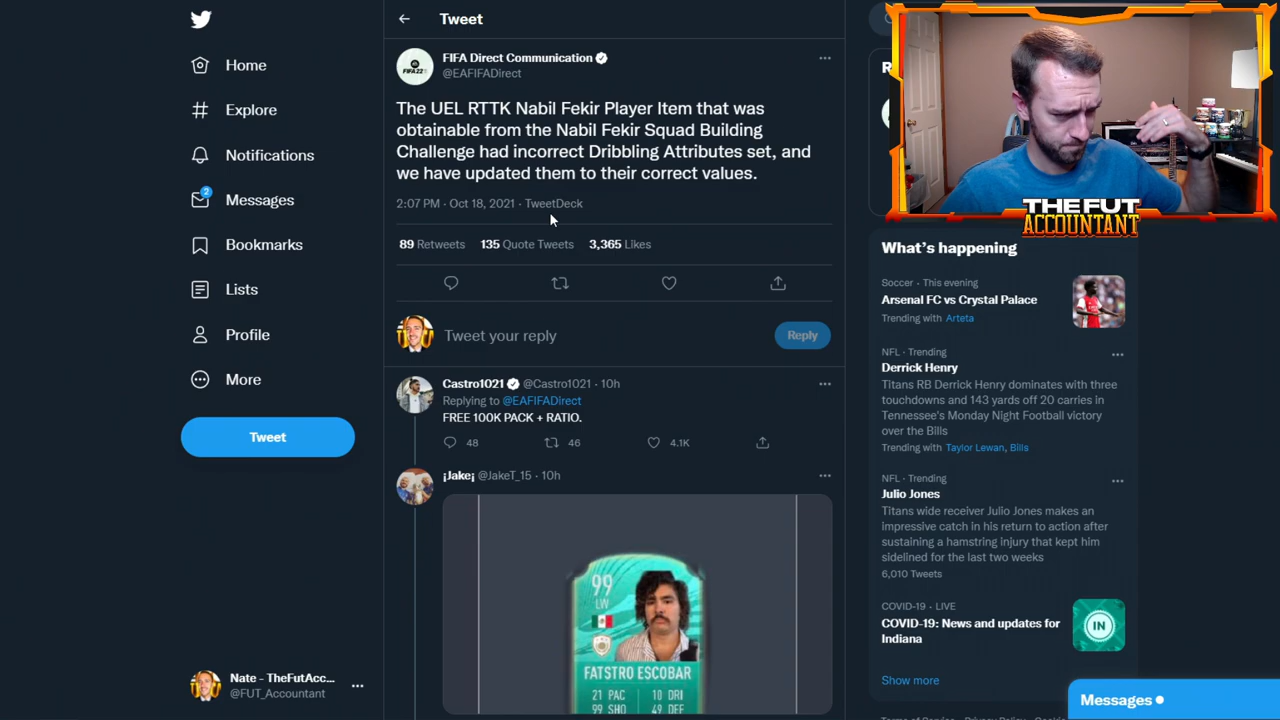 Home
Explore
Notifications
2
Messages
Bookmarks
Lists
Profile
More
Tweet
Nate - TheFutAcc...
@FUT_Accountant
Tweet
FIFA 22
FIFA Direct Communication
@EAFIFADirect
The UEL RTTK Nabil Fekir Player Item that was
obtainable from the Nabil Fekir Squad Building
Challenge had incorrect Dribbling Attributes set, and
we have updated them to their correct values.
2:07 PM · Oct 18, 2021 · TweetDeck
89 Retweets 135 Quote Tweets 3,365 Likes
Tweet your reply
Reply
Castro1021 @Castro1021 · 10h
Replying to @EAFIFADirect
FREE 100K PACK + RATIO.
48 46 4.1K
¡Jake¡ @JakeT_15 · 10h
99
LW
FATSTRO ESCOBAR
21 PAC 10 DRI
99 SHO 49 DEF
R
THE FUT
ACCOUNTANT
What's happening
Soccer · This evening
Arsenal FC vs Crystal Palace
Trending with Arteta
NFL · Trending
Derrick Henry
Titans RB Derrick Henry dominates with three
touchdowns and 143 yards off 20 carries in
Tennessee's Monday Night Football victory
over the Bills
Trending with Taylor Lewan, Bills
NFL · Trending
Julio Jones
Titans wide receiver Julio Jones makes an
impressive catch in his return to action after
sustaining a hamstring injury that kept him
sidelined for the last two weeks
6,010 Tweets
COVID-19 · LIVE
COVID-19: News and updates for
Indiana
IN
Show more
Messages